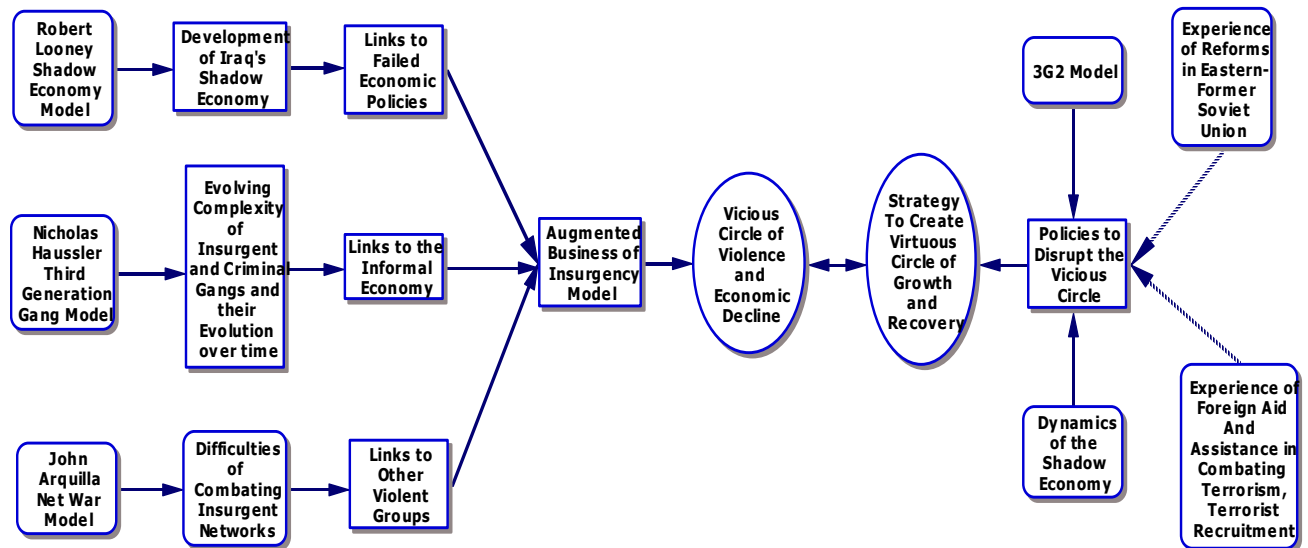 Robert
Looney
Shadow
Economy
Model
Development
of Iraq's
Shadow
Economy
Links to
Failed
Economic
Policies
Nicholas
Haussler
Third
Generation
Gang Model
Evolving
Complexity
of
Insurgent
and Criminal
Gangs and
their
Evolution
over time
Links to the
Informal
Economy
John
Arquilla
Net War
Model
Difficulties
of
Combating
Insurgent
Networks
Links to
Other
Violent
Groups
Augmented
Business of
Insurgency
Model
Vicious
Circle of
Violence
and
Economic
Decline
Strategy
To Create
Virtuous
Circle of
Growth
and
Recovery
3G2 Model
Policies to
Disrupt the
Vicious
Circle
Dynamics
of the
Shadow
Economy
Experience
of Reforms
in Eastern-
Former
Soviet
Union
Experience of
Foreign Aid
And
Assistance in
Combating
Terrorism,
Terrorist
Recruitment